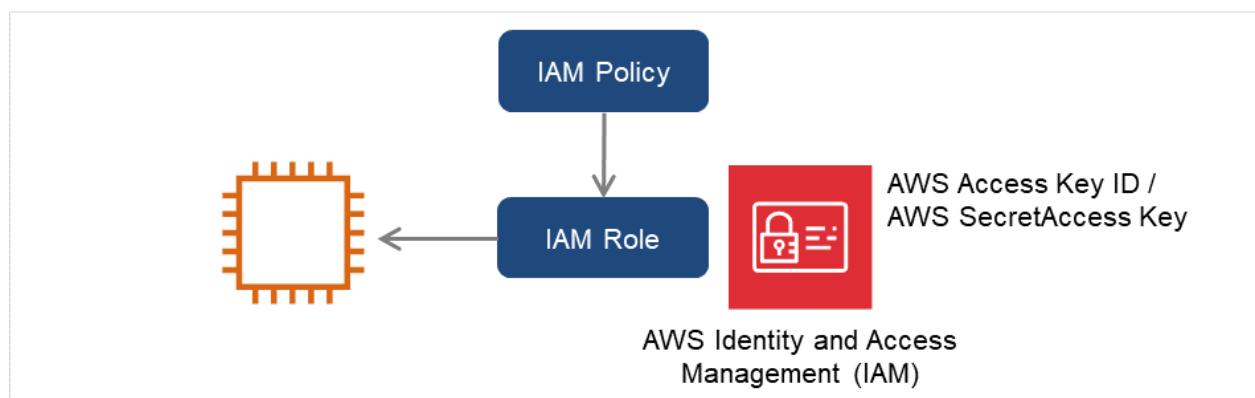 IAM Policy
IAM Role
AWS Access Key ID /
AWS SecretAccess Key
AWS Identity and Access
Management (IAM)